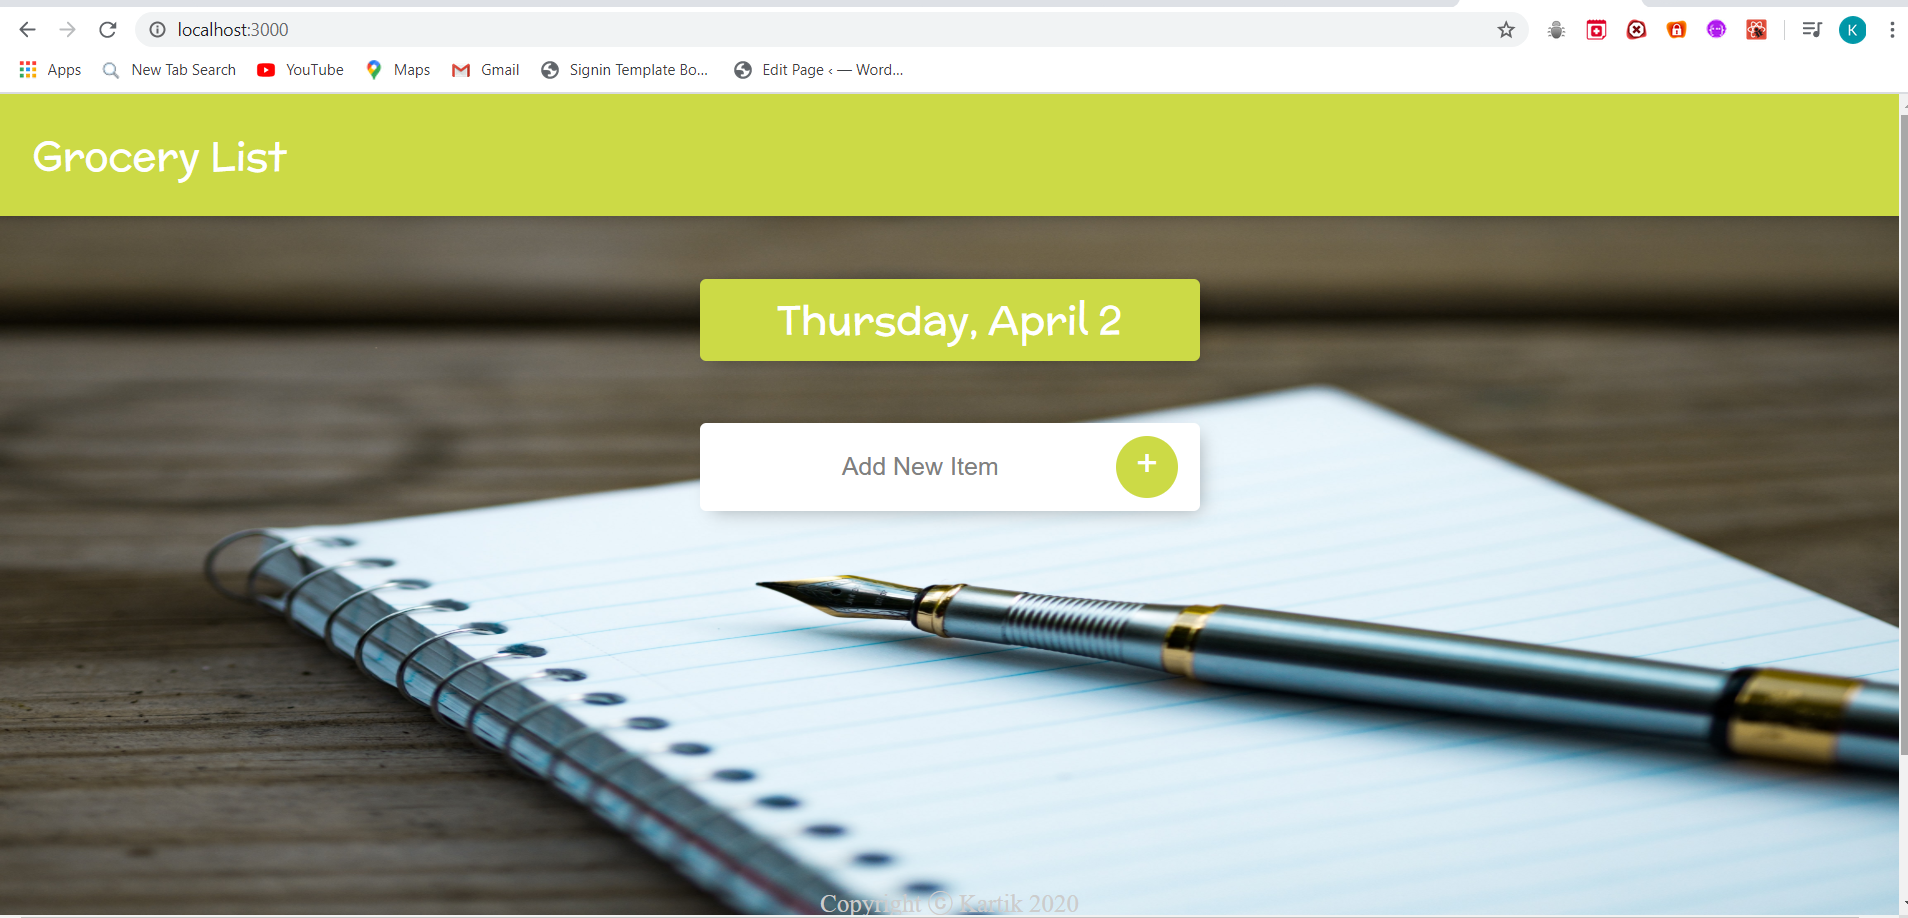 localhost:3000
K
Apps
New Tab Search
YouTube
Maps
Gmail
Signin Template Bo...
Edit Page ‹ — Word...
Grocery List
Thursday, April 2
Add New Item
+
Copyright ⓒ Kartik 2020